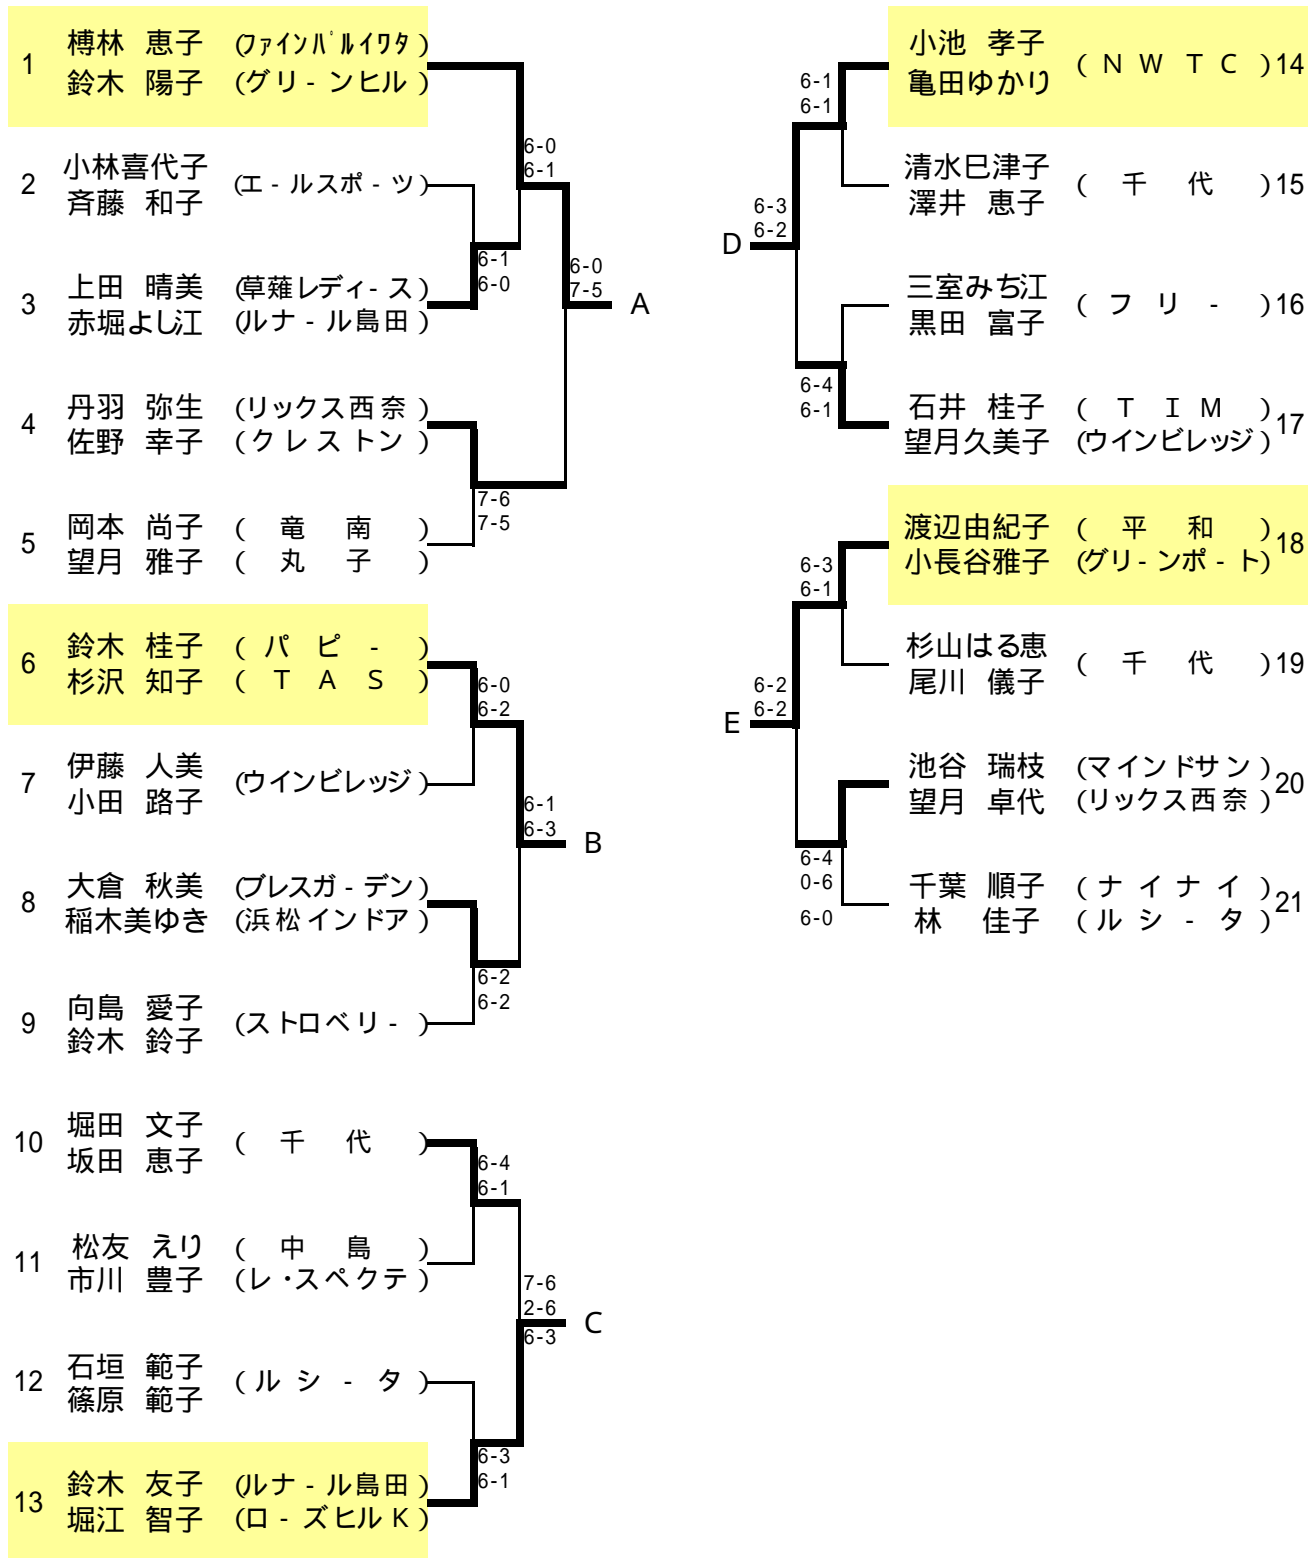 1
榑林 恵子 (ファインパルイワタ)
鈴木 陽子 (グリ-ンヒル)
2
小林喜代子
斉藤 和子
(エ-ルスポ-ツ)
3
上田 晴美 (草薙レディ-ス)
赤堀よし江 (ルナ-ル島田)
4
丹羽 弥生 (リックス西奈)
佐野 幸子 (クレストン)
5
岡本 尚子 (竜南)
望月 雅子 (丸子)
6-0
6-1
6-1
6-0
6-0
7-5
A
7-6
7-5
6
鈴木 桂子 (パピ-)
杉沢 知子 (TAS)
7
伊藤 人美
小田 路子
(ウインビレッジ)
8
大倉 秋美 (ブレスガ-デン)
稲木美ゆき (浜松インドア)
9
向島 愛子
鈴木 鈴子
(ストロベリ-)
6-0
6-2
6-1
6-3
B
6-2
6-2
10
堀田 文子
坂田 恵子
(千代)
11
松友 えり (中島)
市川 豊子 (レ・スペクテ)
12
石垣 範子
篠原 範子
(ルシ-タ)
13
鈴木 友子 (ルナ-ル島田)
堀江 智子 (ロ-ズヒルK)
6-4
6-1
7-6
2-6
6-3
C
6-3
6-1
小池 孝子
亀田ゆかり
(NWTC)
14
清水巳津子
澤井 恵子
(千代)
15
三室みち江
黒田 富子
(フリ-)
16
石井 桂子 (TIM)
望月久美子 (ウインビレッジ)
17
6-1
6-1
6-3
6-2
D
6-4
6-1
渡辺由紀子 (平和)
小長谷雅子 (グリ-ンポ-ト)
18
杉山はる恵
尾川 儀子
(千代)
19
池谷 瑞枝 (マインドサン)
望月 卓代 (リックス西奈)
20
千葉 順子 (ナイナイ)
林 佳子 (ルシ-タ)
21
6-3
6-1
6-2
6-2
E
6-4
0-6
6-0